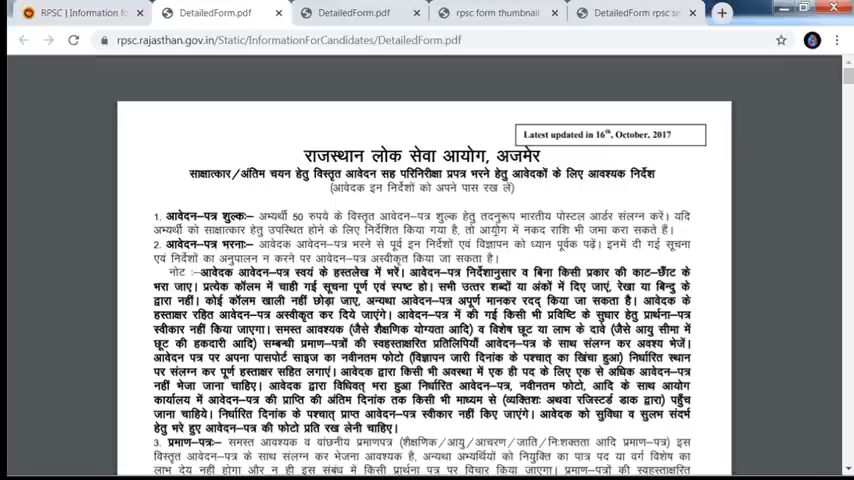 RPSC | Information fo
DetailedForm.pdf
DetailedForm.pdf
rpsc form thumbnail
DetailedForm rpsc se
rpsc.rajasthan.gov.in/Static/InformationForCandidates/DetailedForm.pdf
Latest updated in 16th, October, 2017
राजस्थान लोक सेवा आयोग, अजमेर
साक्षात्कार/अंतिम चयन हेतु विस्तृत आवेदन सह परिनिरीक्षा प्रपत्र भरने हेतु आवेदकों के लिए आवश्यक निर्देश
(आवेदक इन निर्देशों को अपने पास रख लें)
1. आवेदन-पत्र शुल्कः- अभ्यर्थी 50 रुपये के विस्तृत आवेदन-पत्र शुल्क हेतु तदनुरूप भारतीय पोस्टल आर्डर संलग्न करें। यदि
अभ्यर्थी को साक्षात्कार हेतु उपस्थित होने के लिए निर्देशित किया गया है, तो आयोग में नकद राशि भी जमा करा सकते हैं।
2. आवेदन-पत्र भरनाः- आवेदक आवेदन-पत्र भरने से पूर्व इन निर्देशों एवं विज्ञापन को ध्यान पूर्वक पढ़ें। इनमें दी गई सूचना
एवं निर्देशों का अनुपालन न करने पर आवेदन-पत्र अस्वीकृत किया जा सकता है।
नोट :-आवेदक आवेदन-पत्र स्वयं के हस्तलेख में भरें। आवेदन-पत्र निर्देशानुसार व बिना किसी प्रकार की काट-छाँट के
भरा जाए। प्रत्येक कॉलम में चाही गई सूचना पूर्ण एवं स्पष्ट हो। सभी उत्तर शब्दों या अंकों में दिए जाएं, रेखा या बिन्दु के
द्वारा नहीं। कोई कॉलम खाली नहीं छोड़ा जाए, अन्यथा आवेदन-पत्र अपूर्ण मानकर रदद् किया जा सकता है। आवेदक के
हस्ताक्षर रहित आवेदन-पत्र अस्वीकृत कर दिये जाएंगे। आवेदन-पत्र में की गई किसी भी प्रविष्टि के सुधार हेतु प्रार्थना-पत्र
स्वीकार नहीं किया जाएगा। समस्त आवश्यक (जैसे शैक्षणिक योग्यता आदि) व विशेष छूट या लाभ के दावे (जैसे आयु सीमा में
छूट की हकदारी आदि) सम्बन्धी प्रमाण-पत्रों की स्वहस्ताक्षरित प्रतिलिपियाँ आवेदन-पत्र के साथ संलग्न कर अवश्य भेजें।
आवेदन पत्र पर अपना पासपोर्ट साइज का नवीनतम फोटो (विज्ञापन जारी दिनांक के पश्चात् का खिंचा हुआ) निर्धारित स्थान
पर संलग्न कर पूर्ण हस्ताक्षर सहित लगाएं। आवेदक द्वारा किसी भी अवस्था में एक ही पद के लिए एक से अधिक आवेदन-पत्र
नहीं भेजा जाना चाहिए। आवेदक द्वारा विधिवत् भरा हुआ निर्धारित आवेदन-पत्र, नवीनतम फोटो, आदि के साथ आयोग
कार्यालय में आवेदन-पत्र की प्राप्ति की अंतिम दिनांक तक किसी भी माध्यम से (व्यक्तिशः अथवा रजिस्टर्ड डाक द्वारा) पहुँच
जाना चाहिये। निर्धारित दिनांक के पश्चात् प्राप्त आवेदन-पत्र स्वीकार नहीं किए जाएंगे। आवेदक को सुविधा व सुलभ संदर्भ
हेतु भरे हुए आवेदन-पत्र की फोटो प्रति रख लेनी चाहिए।
3. प्रमाण-पत्रः- समस्त आवश्यक व वांछनीय प्रमाणपत्र (शैक्षणिक/आयु/आचरण/जाति/निःशक्तता आदि प्रमाण-पत्र) इस
विस्तृत आवेदन-पत्र के साथ संलग्न कर भेजना आवश्यक है, अन्यथा अभ्यर्थियों को नियुक्ति का पात्र पद या वर्ग विशेष का
लाभ देय नहीं होगा और न ही इस संबंध में किसी प्रार्थना पत्र पर विचार किया जाएगा। प्रमाण-पत्रों की स्वहस्ताक्षरित